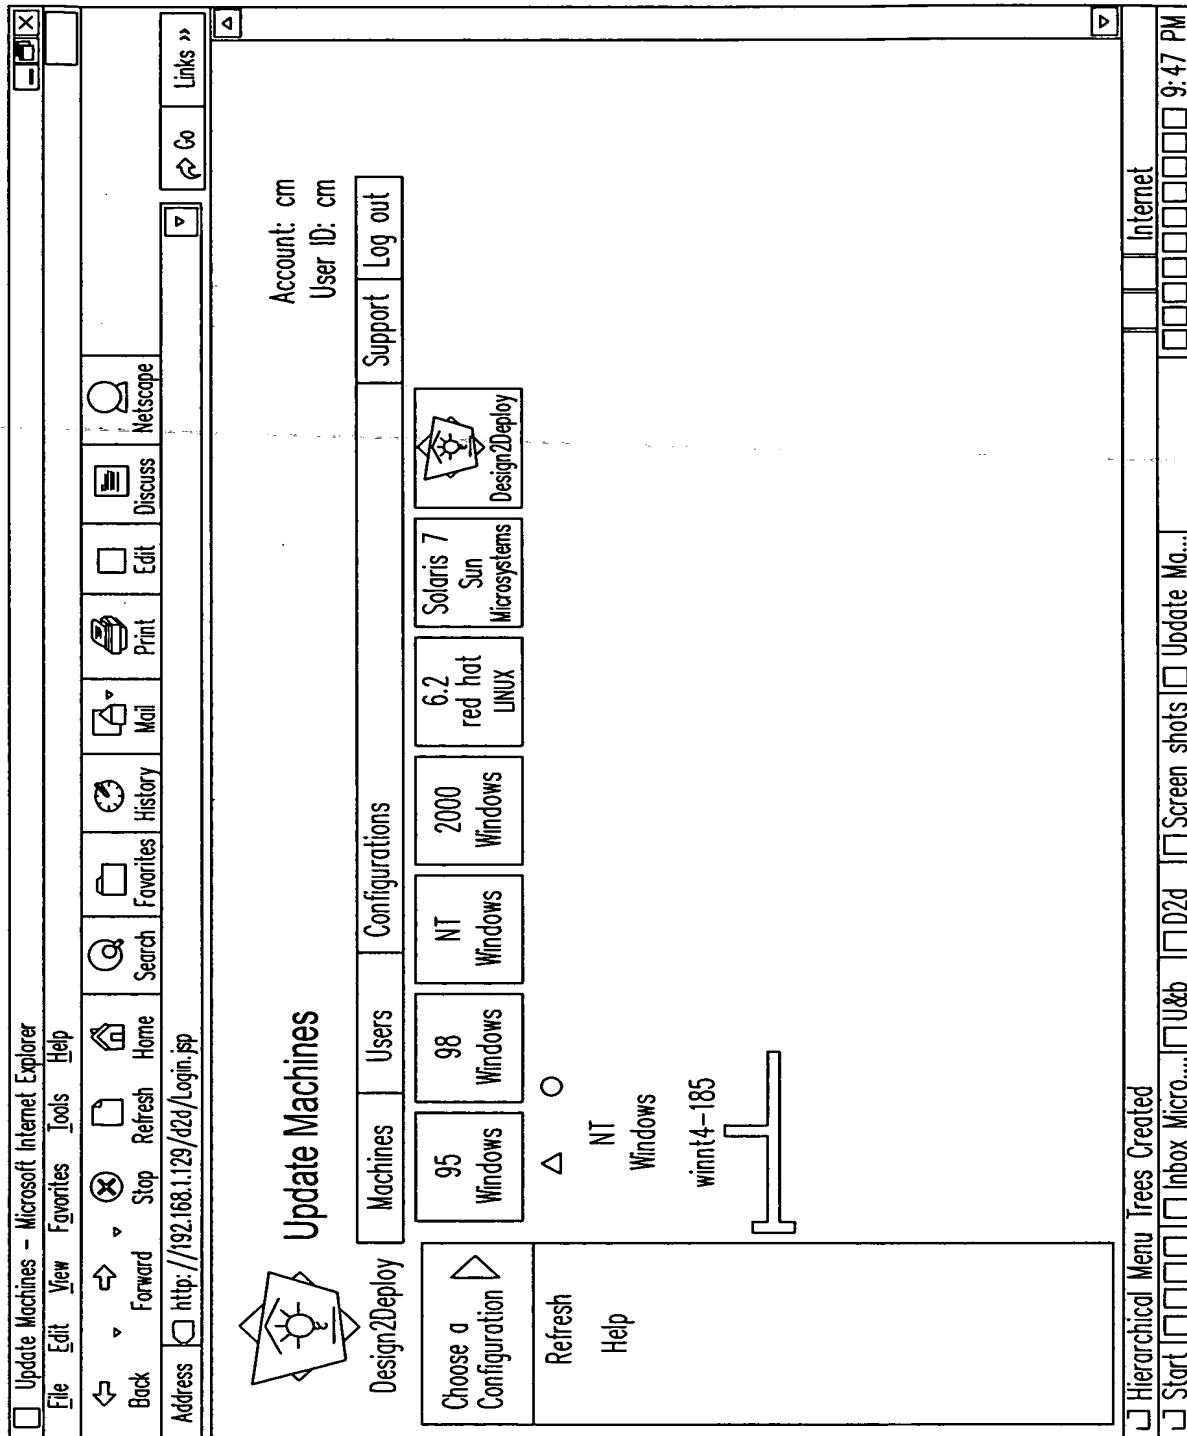 Update Machines – Microsoft Internet Explorer
File Edit View Favorites Tools Help
Back Forward Stop Refresh Home Search Favorites History Mail Print Edit Discuss Netscape
Address http://192.168.1.129/d2d/Login.jsp Go Links »
Design2Deploy
Update Machines
Account: cm
User ID: cm
Machines Users Configurations Support Log out
Choose a
Configuration
Refresh
Help
95
Windows
98
Windows
NT
Windows
2000
Windows
6.2
red hat
LINUX
Solaris 7
Sun
Microsystems
Design2Deploy
NT
Windows
winnt4-185
Hierarchical Menu Trees Created Internet
Start Inbox Micro.... U&b D2d Screen shots Update Ma... 9:47 PM